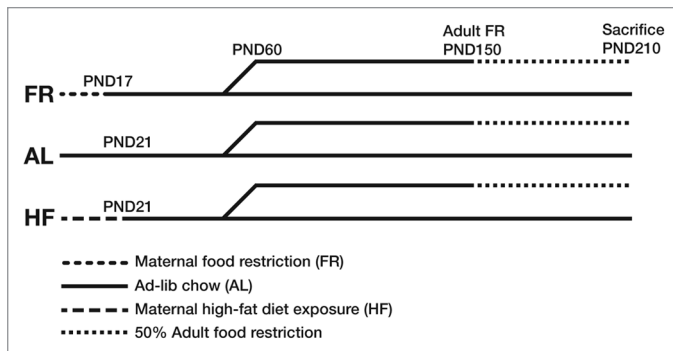 Adult FR
Sacrifice
PND60
PND150
PND210
PND17
FR
PND21
AL
PND21
HF
Maternal food restriction (FR)
Ad-lib chow (AL)
Maternal high-fat diet exposure (HF)
50% Adult food restriction